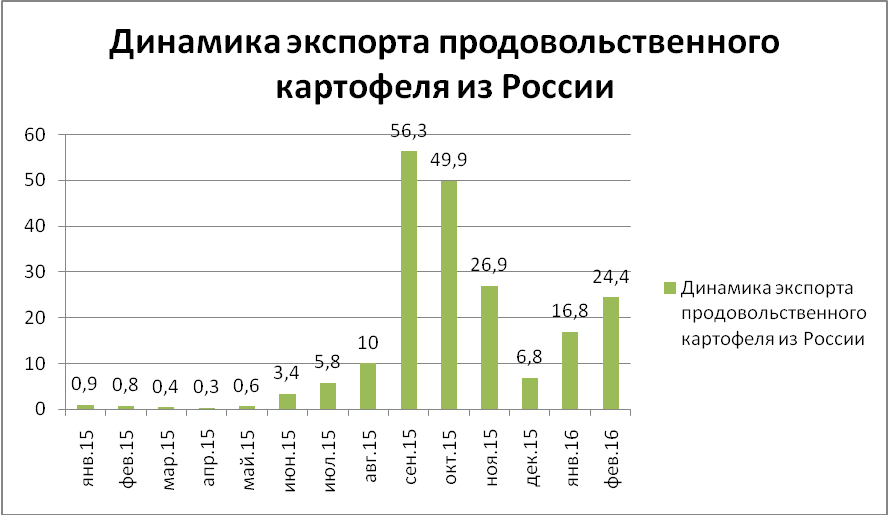 Динамика экспорта продовольственного
картофеля из России
60
50
40
30
20
10
0
0,9
0,8
0,4
0,3
0,6
3,4
5,8
10
56,3
49,9
26,9
6,8
16,8
24,4
янв.15
фев.15
мар.15
апр.15
май.15
июн.15
июл.15
авг.15
сен.15
окт.15
ноя.15
дек.15
янв.16
фев.16
Динамика экспорта
продовольственного
картофеля из России